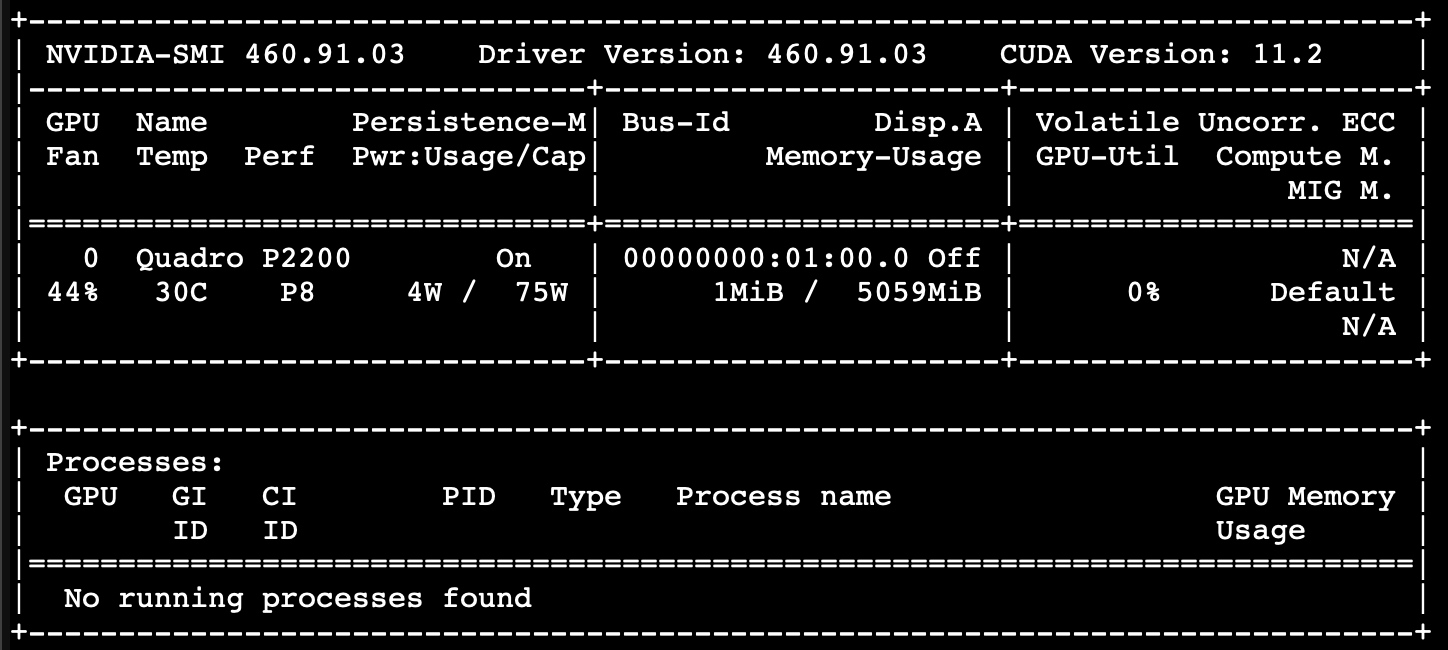 +-----------------------------------------------------------------------------+
| NVIDIA-SMI 460.91.03    Driver Version: 460.91.03    CUDA Version: 11.2     |
|-------------------------------+----------------------+----------------------+
| GPU  Name        Persistence-M| Bus-Id        Disp.A | Volatile Uncorr. ECC |
| Fan  Temp  Perf  Pwr:Usage/Cap|         Memory-Usage | GPU-Util  Compute M. |
|                               |                      |               MIG M. |
|===============================+======================+======================|
|   0  Quadro P2200        On   | 00000000:01:00.0 Off |                  N/A |
| 44%   30C    P8     4W /  75W |      1MiB /  5059MiB |      0%      Default |
|                               |                      |                  N/A |
+-------------------------------+----------------------+----------------------+

+-----------------------------------------------------------------------------+
| Processes:                                                                  |
|  GPU   GI   CI        PID   Type   Process name                  GPU Memory |
|        ID   ID                                                   Usage      |
|=============================================================================|
|  No running processes found                                                 |
+-----------------------------------------------------------------------------+